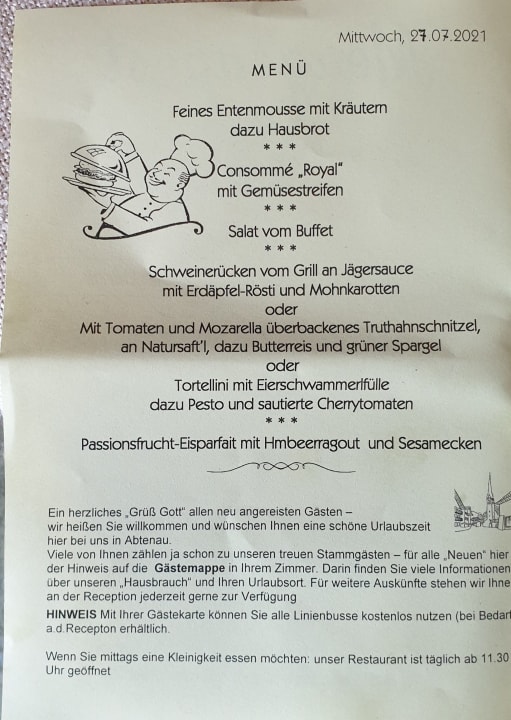 Mittwoch, 27.07.2021
MENÜ
Feines Entenmousse mit Kräutern
dazu Hausbrot
* * *
Consommé „Royal"
mit Gemüsestreifen
* * *
Salat vom Buffet
* * *
Schweinerücken vom Grill an Jägersauce
mit Erdäpfel-Rösti und Mohnkarotten
oder
Mit Tomaten und Mozarella überbackenes Truthahnschnitzel,
an Natursaft'l, dazu Butterreis und grüner Spargel
oder
Tortellini mit Eierschwammerlfülle
dazu Pesto und sautierte Cherrytomaten
* * *
Passionsfrucht-Eisparfait mit Hmbeerragout und Sesamecken
Ein herzliches „Grüß Gott" allen neu angereisten Gästen –
wir heißen Sie willkommen und wünschen Ihnen eine schöne Urlaubszeit
hier bei uns in Abtenau.
Viele von Ihnen zählen ja schon zu unseren treuen Stammgästen – für alle „Neuen" hier
der Hinweis auf die Gästemappe in Ihrem Zimmer. Darin finden Sie viele Informationen
über unseren „Hausbrauch" und Ihren Urlaubsort. Für weitere Auskünfte stehen wir Ihne
an der Reception jederzeit gerne zur Verfügung
HINWEIS Mit Ihrer Gästekarte können Sie alle Linienbusse kostenlos nutzen (bei Bedarf
a.d.Recepton erhältlich.
Wenn Sie mittags eine Kleinigkeit essen möchten: unser Restaurant ist täglich ab 11.30
Uhr geöffnet